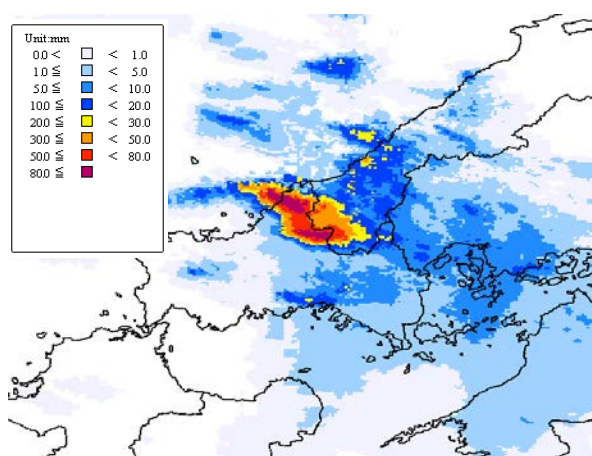 Unit:mm
0.0 < < 1.0
1.0 ≦ < 5.0
5.0 ≦ < 10.0
10.0 ≦ < 20.0
20.0 ≦ < 30.0
30.0 ≦ < 50.0
50.0 ≦ < 80.0
80.0 ≦